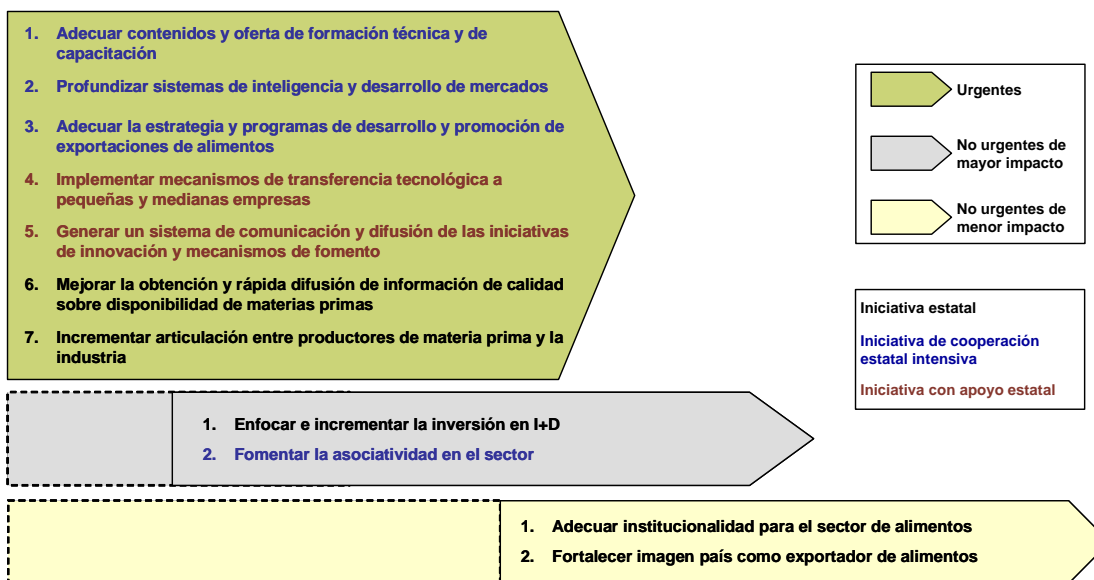 1. Adecuar contenidos y oferta de formación técnica y de
capacitación
2. Profundizar sistemas de inteligencia y desarrollo de mercados
3. Adecuar la estrategia y programas de desarrollo y promoción de
exportaciones de alimentos
4. Implementar mecanismos de transferencia tecnológica a
pequeñas y medianas empresas
5. Generar un sistema de comunicación y difusión de las iniciativas
de innovación y mecanismos de fomento
6. Mejorar la obtención y rápida difusión de información de calidad
sobre disponibilidad de materias primas
7. Incrementar articulación entre productores de materia prima y la
industria
Urgentes
No urgentes de
mayor impacto
No urgentes de
menor impacto
Iniciativa estatal
Iniciativa de cooperación
estatal intensiva
Iniciativa con apoyo estatal
1. Enfocar e incrementar la inversión en I+D
2. Fomentar la asociatividad en el sector
1. Adecuar institucionalidad para el sector de alimentos
2. Fortalecer imagen país como exportador de alimentos